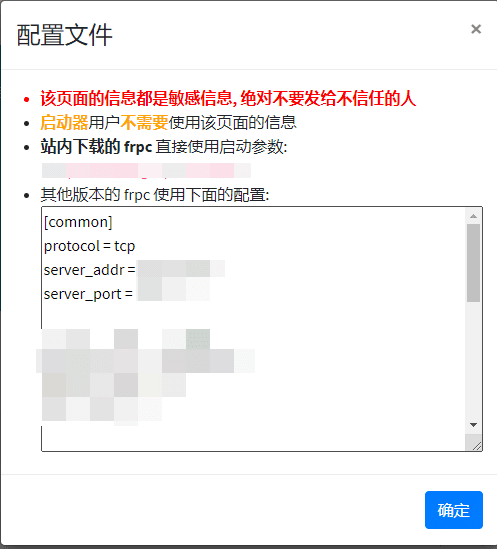 配置文件
×
该页面的信息都是敏感信息, 绝对不要发给不信任的人
启动器用户不需要使用该页面的信息
站内下载的 frpc 直接使用启动参数:
其他版本的 frpc 使用下面的配置:
[common]
protocol = tcp
server_addr =
server_port =
确定